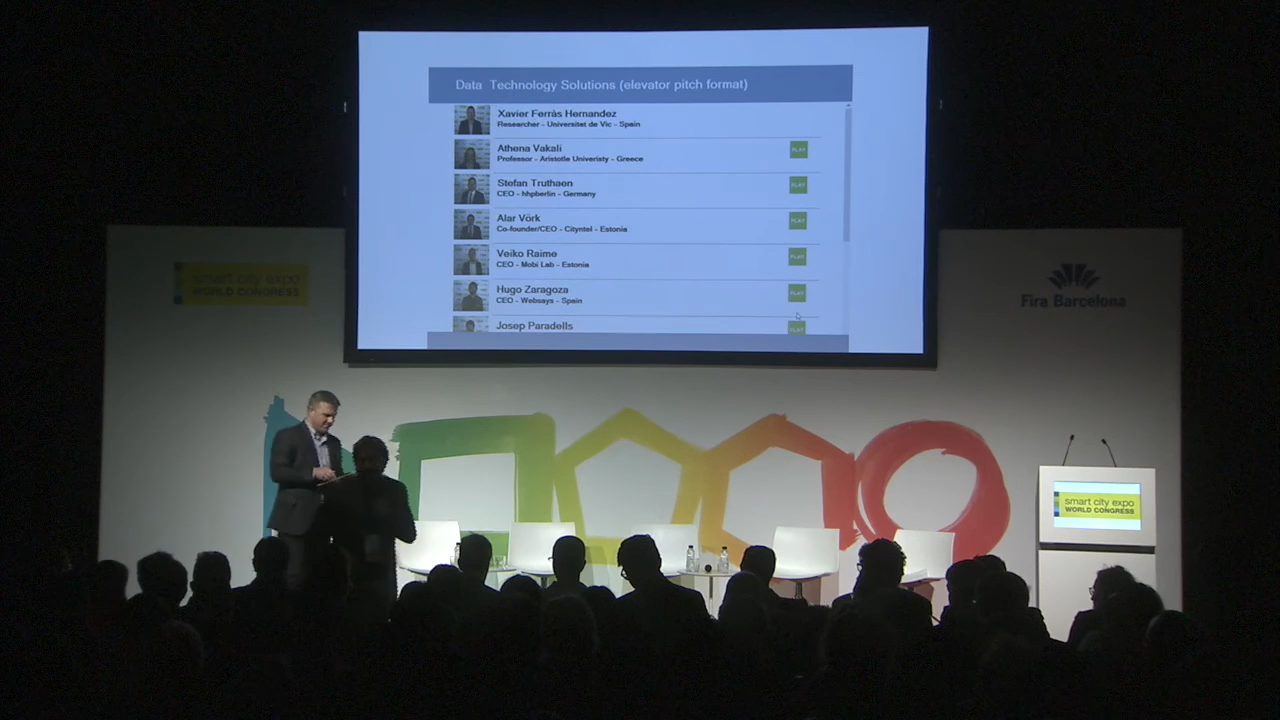 Data Technology Solutions (elevator pitch format)
Xavier Ferràs Hernandez
Researcher - Universitat de Vic - Spain
Athena Vakali
Professor - Aristotle Univeristy - Greece
PLAY
Stefan Truthaen
CEO - hhpberlin - Germany
PLAY
Alar Võrk
Co-founder/CEO - Cityntel - Estonia
PLAY
Veiko Raime
CEO - Mobi Lab - Estonia
PLAY
Hugo Zaragoza
CEO - Websays - Spain
PLAY
Josep Paradells
PLAY
smart city expo
WORLD CONGRESS
Fira Barcelona
smart city expo
WORLD CONGRESS